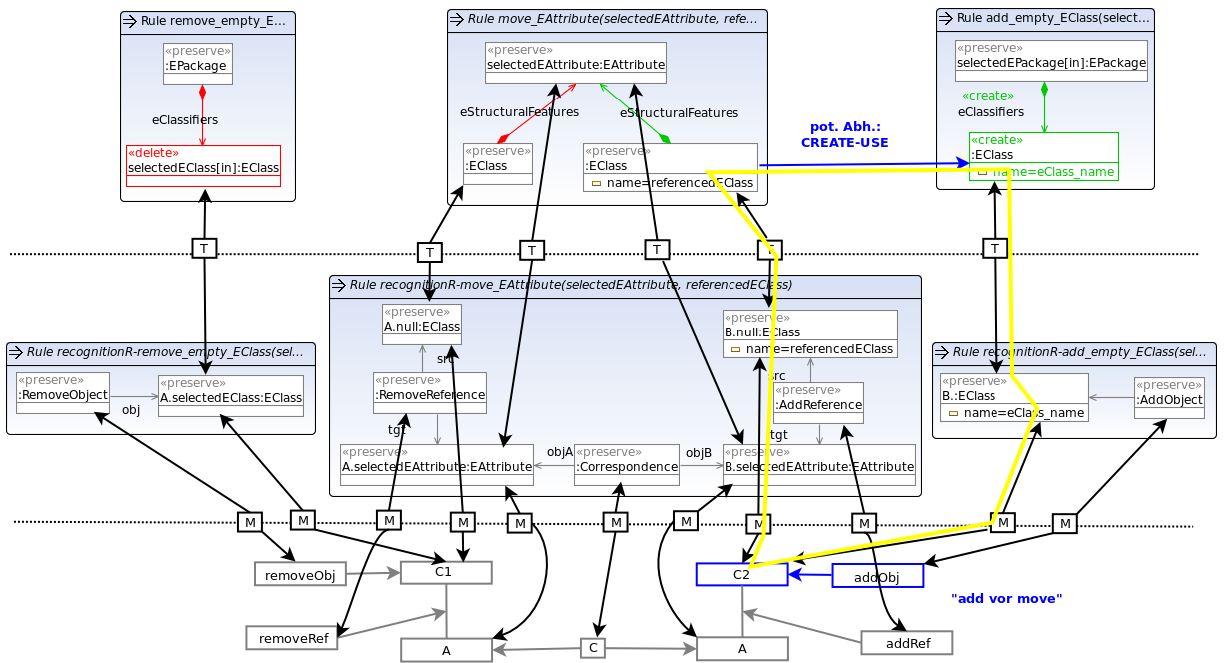 Rule remove_empty_E...
«preserve»
:EPackage
eClassifiers
«delete»
selectedEClass[in]:EClass
Rule move_EAttribute(selectedEAttribute, refe...
«preserve»
selectedEAttribute:EAttribute
eStructuralFeatures
eStructuralFeatures
«preserve»
:EClass
«preserve»
:EClass
name=referencedEClass
pot. Abh.:
CREATE-USE
Rule add_empty_EClass(select...
«preserve»
selectedEPackage[in]:EPackage
«create»
eClassifiers
«create»
:EClass
name=eClass_name
T
T
T
T
T
T
Rule recognitionR-remove_empty_EClass(sel...
«preserve»
:RemoveObject
obj
«preserve»
A.selectedEClass:EClass
Rule recognitionR-move_EAttribute(selectedEAttribute, referencedEClass)
«preserve»
A.null:EClass
src
«preserve»
:RemoveReference
tgt
«preserve»
A.selectedEAttribute:EAttribute
objA
«preserve»
:Correspondence
objB
«preserve»
B.null:EClass
name=referencedEClass
src
«preserve»
:AddReference
tgt
«preserve»
B.selectedEAttribute:EAttribute
Rule recognitionR-add_empty_EClass(sel...
«preserve»
B.:EClass
name=eClass_name
«preserve»
:AddObject
M
M
M
M
M
M
M
M
M
M
M
removeObj
C1
C2
addObj
"add vor move"
removeRef
A
C
A
addRef